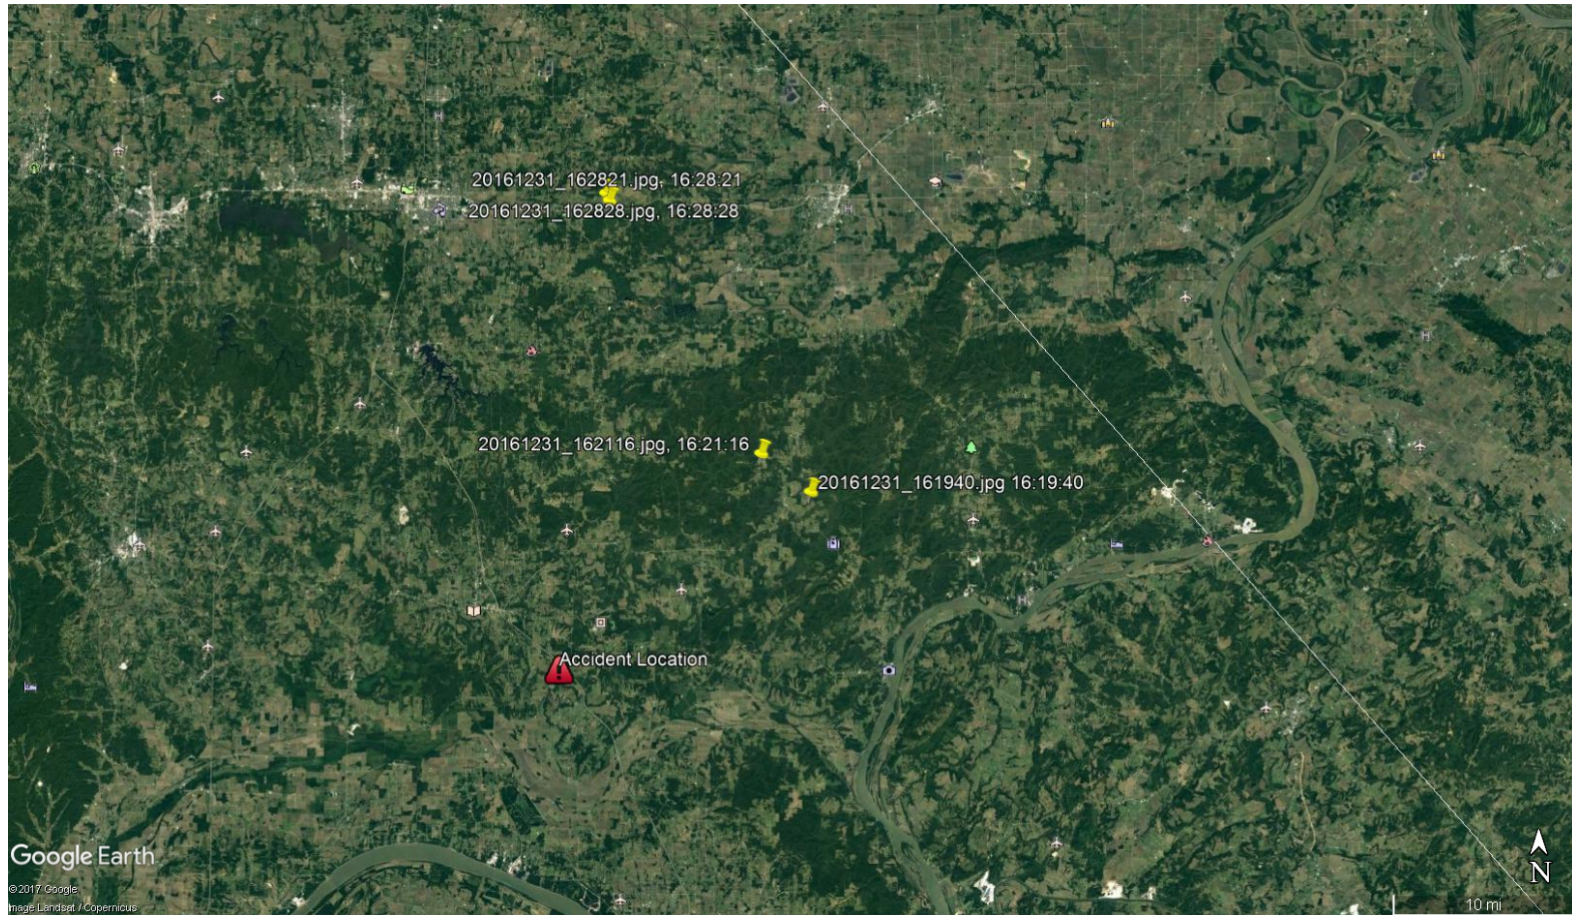 20161231_162821.jpg, 16:28:21
20161231_162828.jpg, 16:28:28
20161231_162116.jpg, 16:21:16
20161231_161940.jpg 16:19:40
Accident Location
Google Earth
N
©2017 Google
Image Landsat / Copernicus
10 mi